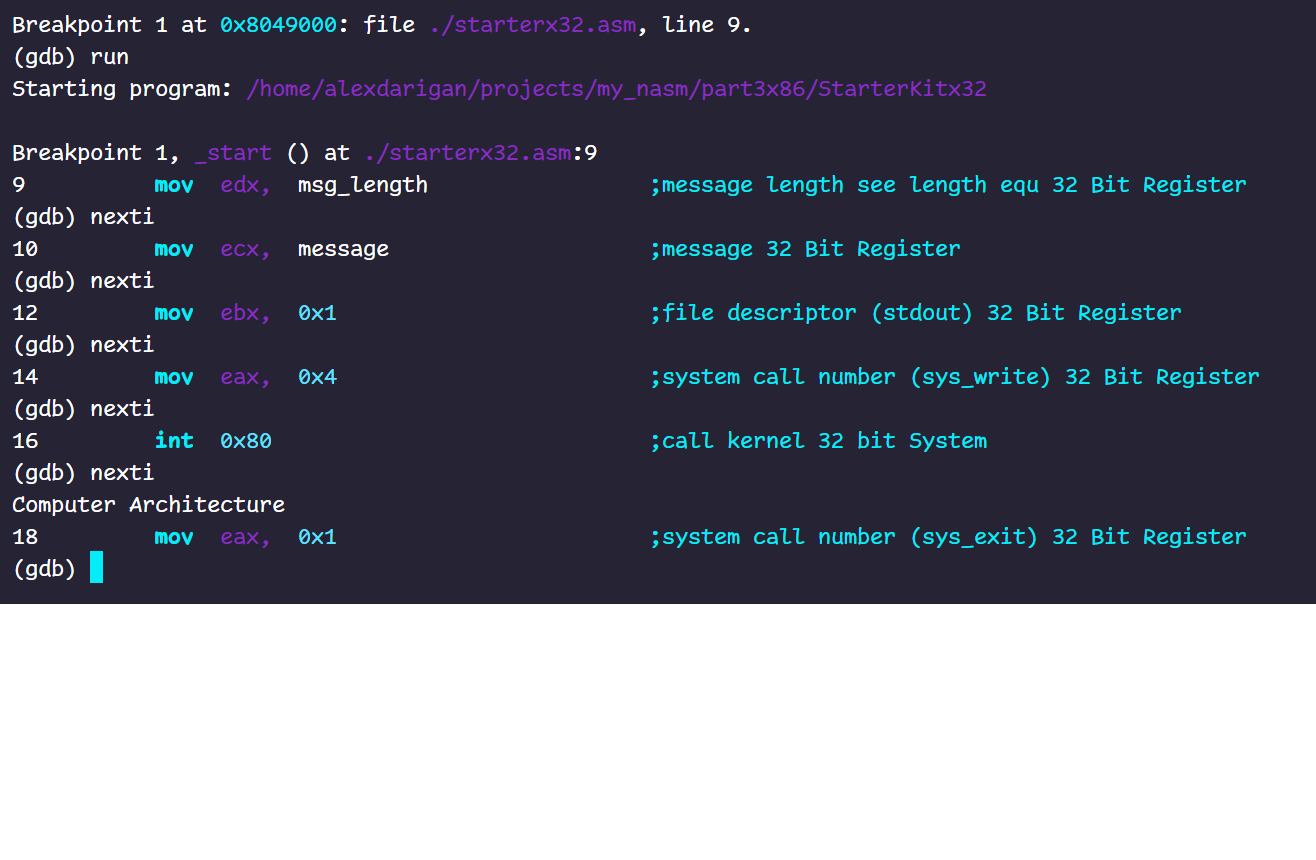 Breakpoint 1 at 0x8049000: file ./starterx32.asm, line 9.
(gdb) run
Starting program: /home/alexdarigan/projects/my_nasm/part3x86/StarterKitx32
Breakpoint 1, _start () at ./starterx32.asm:9
9 mov edx, msg_length ;message length see length equ 32 Bit Register
(gdb) nexti
10 mov ecx, message ;message 32 Bit Register
(gdb) nexti
12 mov ebx, 0x1 ;file descriptor (stdout) 32 Bit Register
(gdb) nexti
14 mov eax, 0x4 ;system call number (sys_write) 32 Bit Register
(gdb) nexti
16 int 0x80 ;call kernel 32 bit System
(gdb) nexti
Computer Architecture
18 mov eax, 0x1 ;system call number (sys_exit) 32 Bit Register
(gdb)